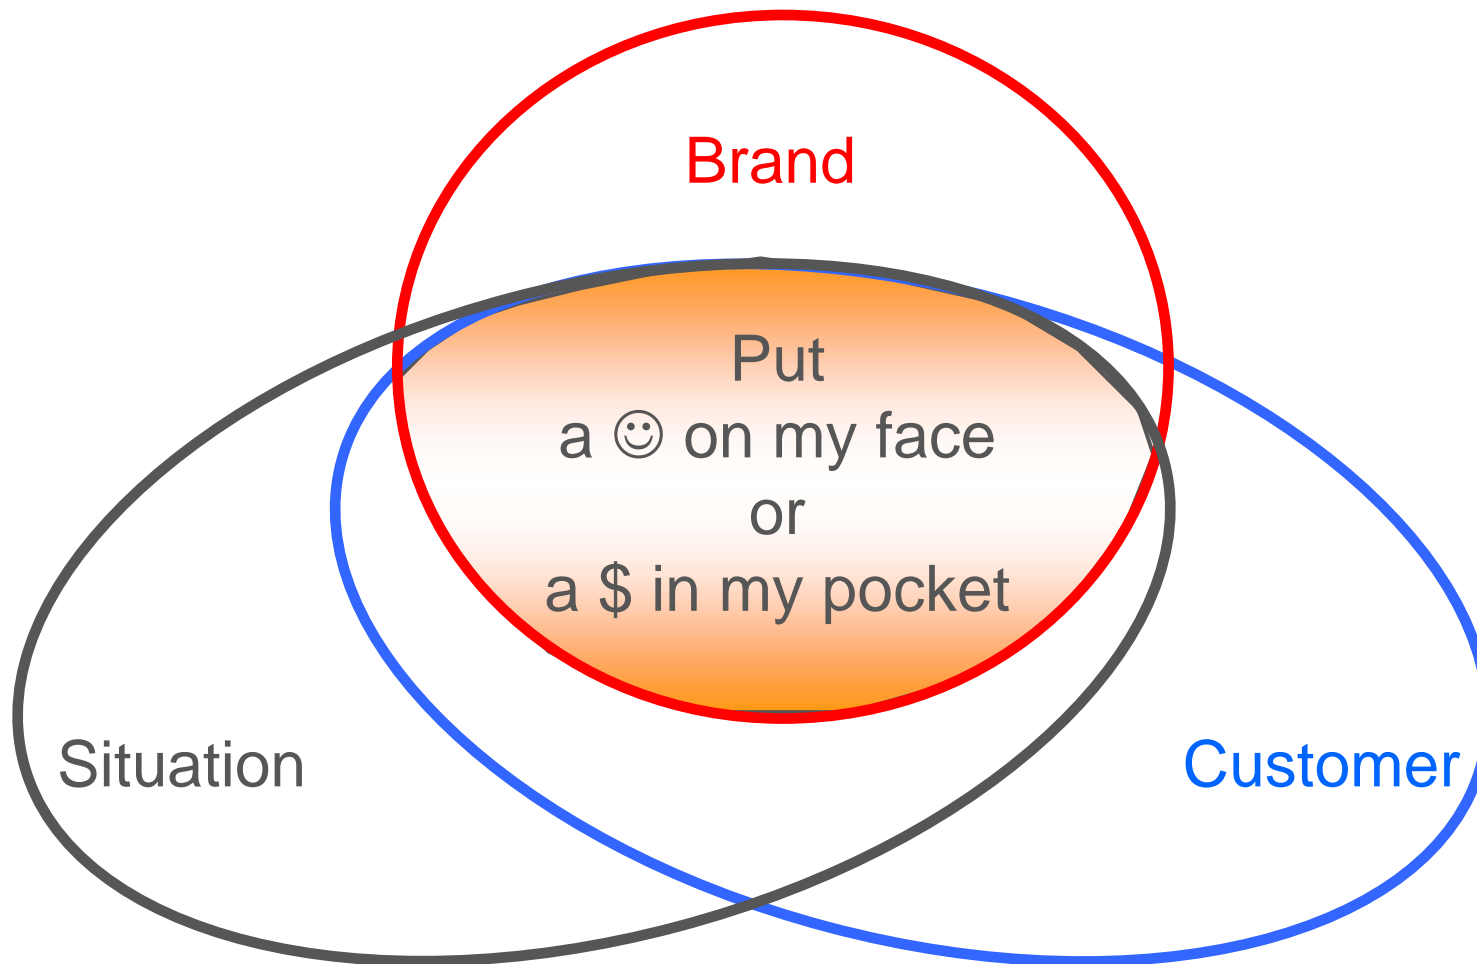 Brand
Put
a ☺ on my face
or
a $ in my pocket
Situation
Customer